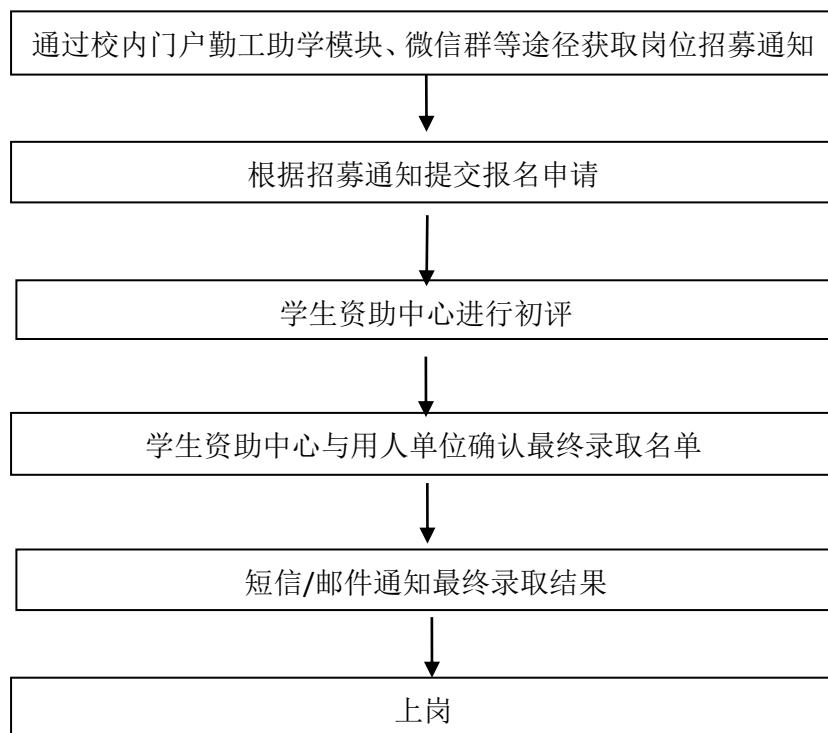 通过校内门户勤工助学模块、微信群等途径获取岗位招募通知
根据招募通知提交报名申请
学生资助中心进行初评
学生资助中心与用人单位确认最终录取名单
短信/邮件通知最终录取结果
上岗